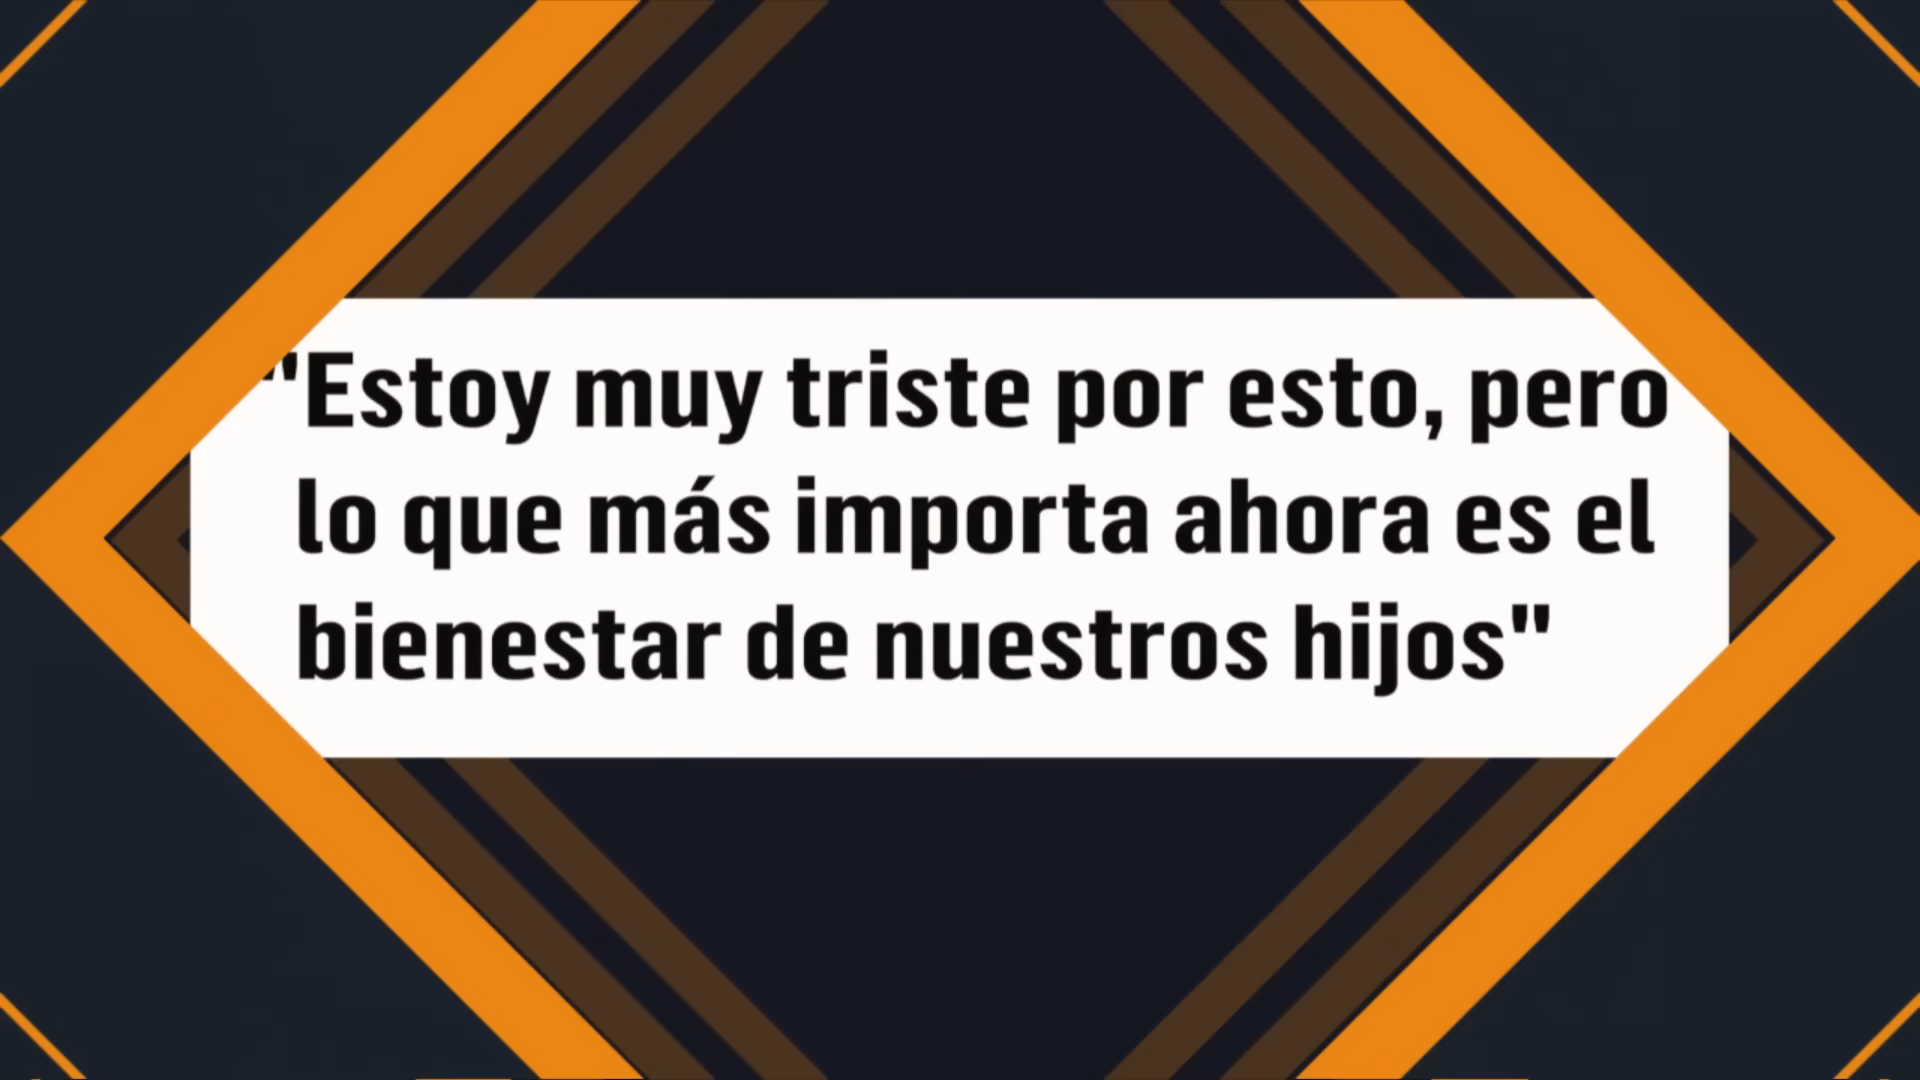 "Estoy muy triste por esto, pero
lo que más importa ahora es el
bienestar de nuestros hijos"